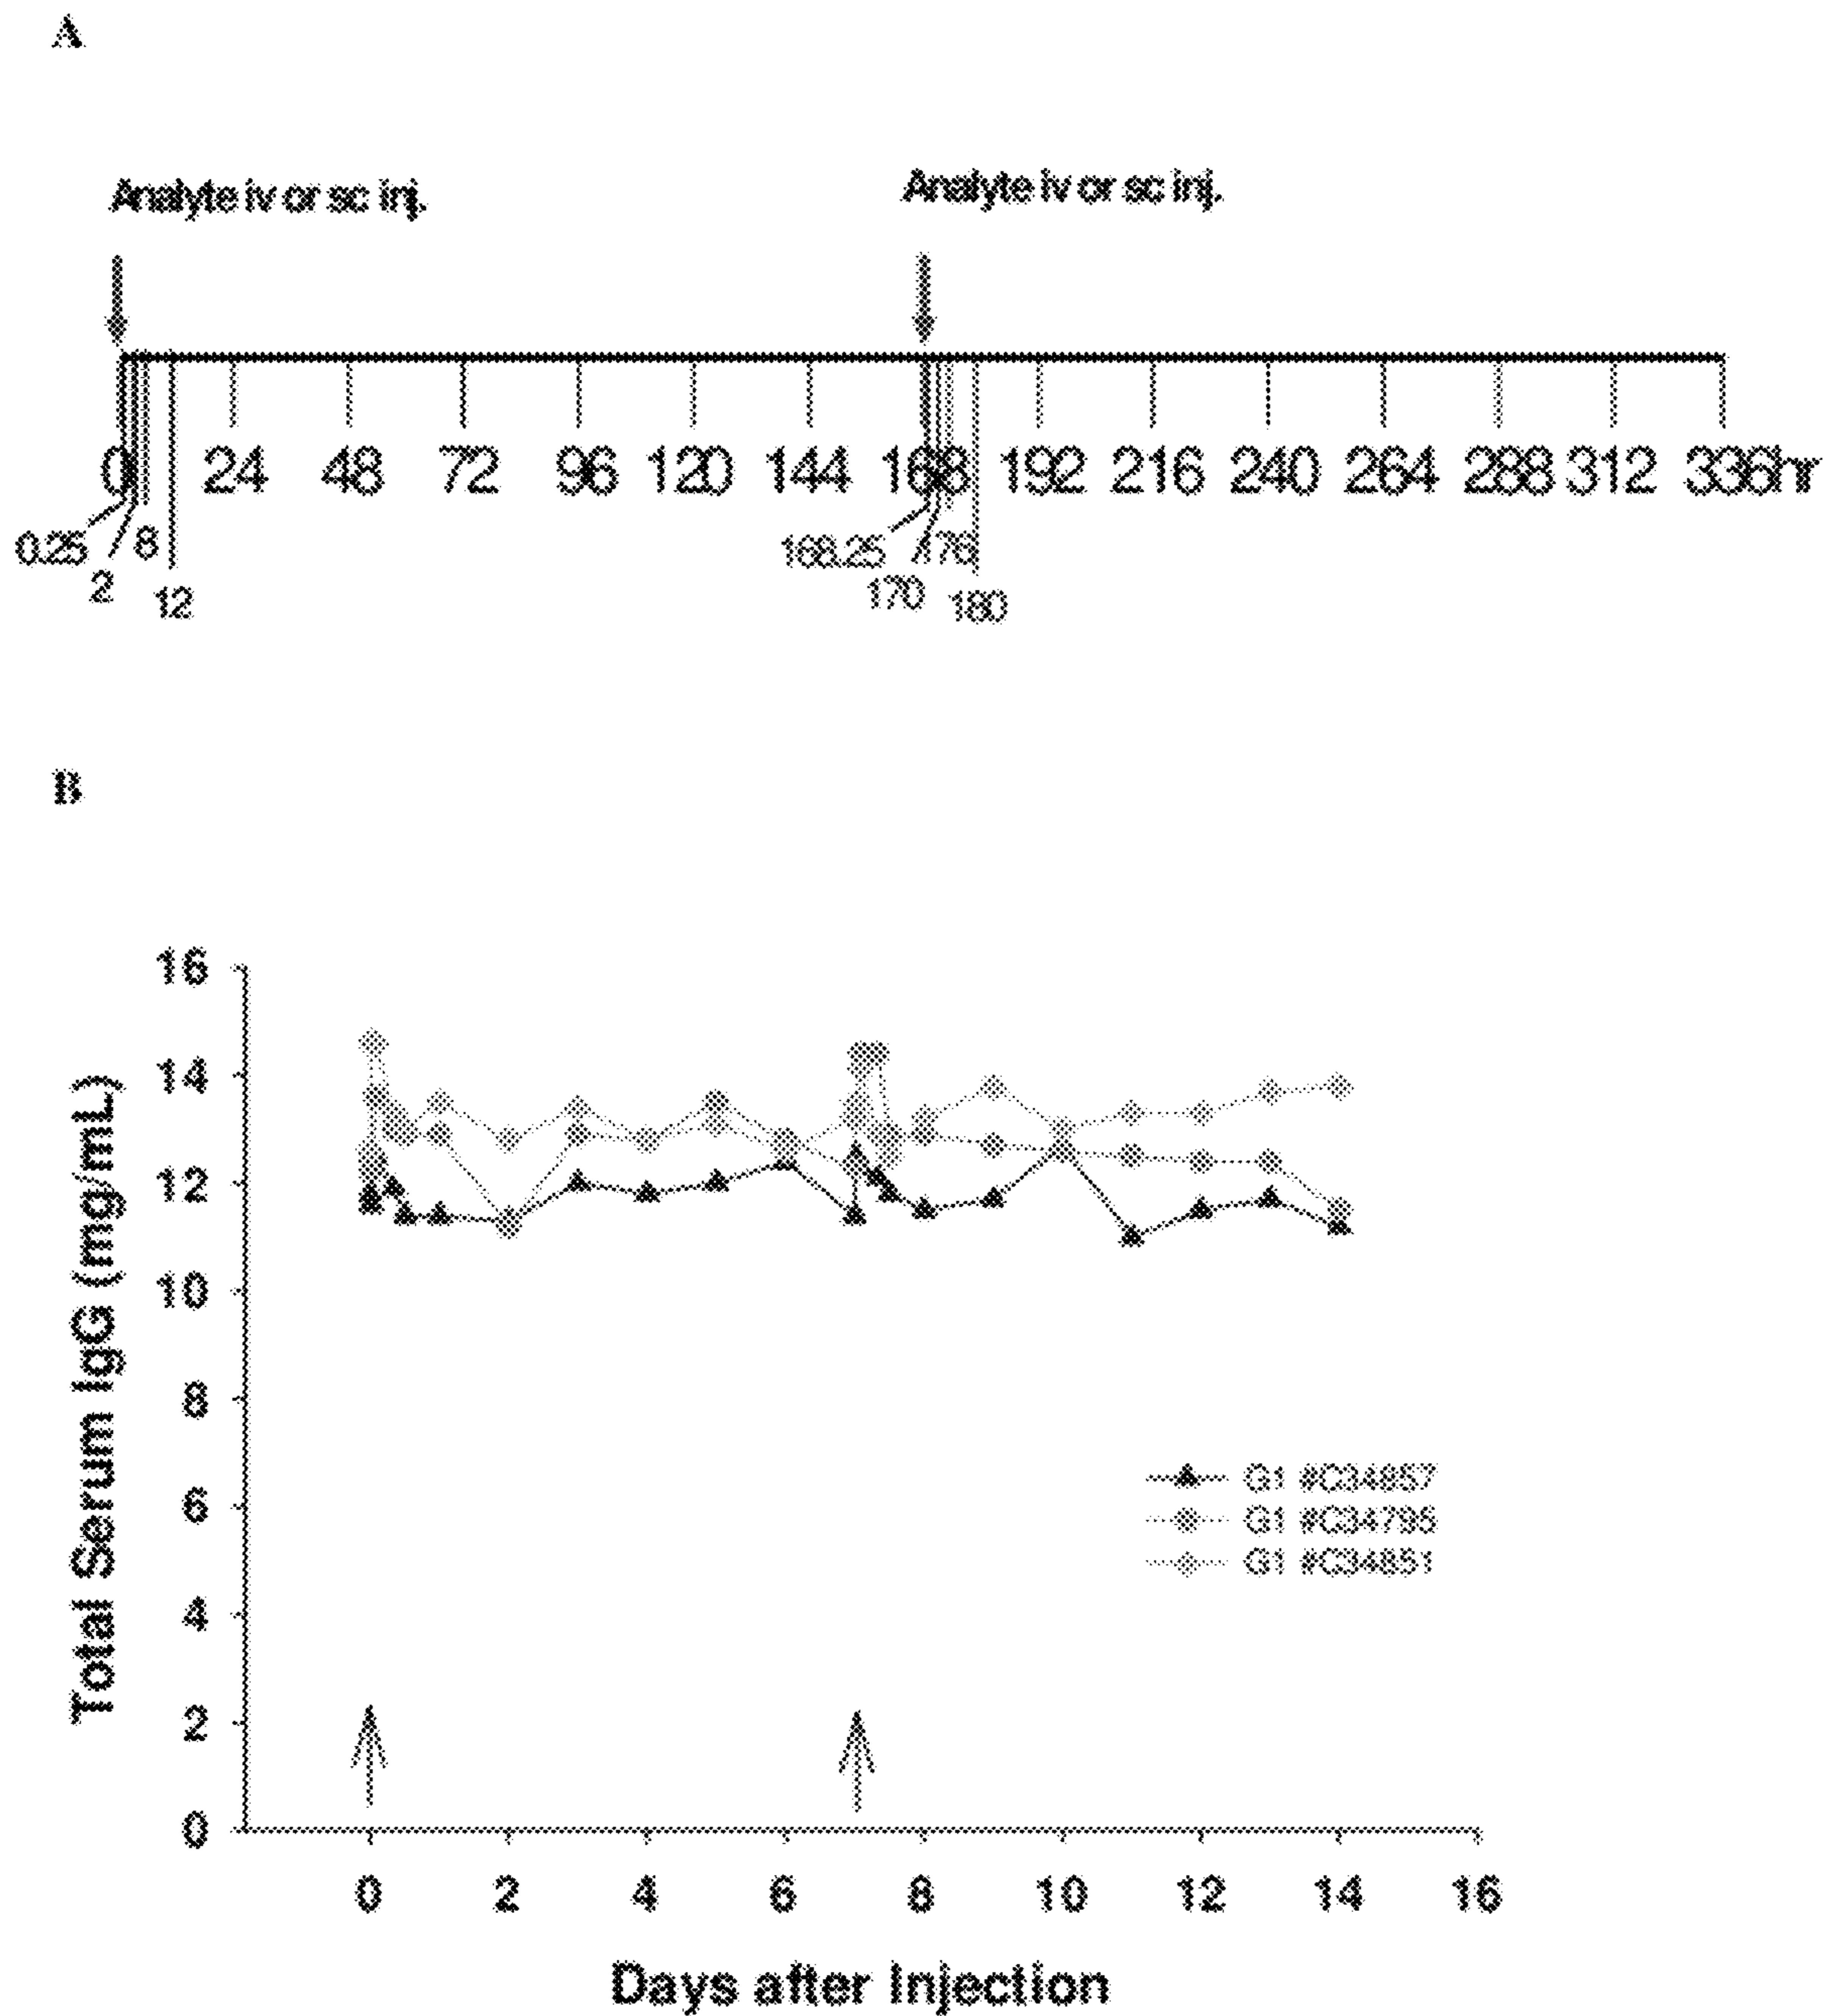 A
Analyte iv or sc inj. Analyte iv or sc inj.
0 24 48 72 96 120 144 168 192 216 240 264 288 312 336hr
0.25 2 8 12 168.25 170 176 180
B
Total Serum IgG (mg/mL)
16
14
12
10
8
6
4
2
0
G1 #C34857
G1 #C34795
G1 #C34851
0 2 4 6 8 10 12 14 16
Days after Injection